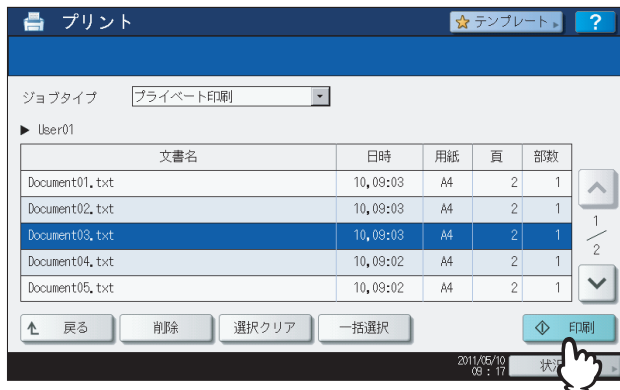 プリント テンプレート ?
ジョブタイプ プライベート印刷
▶ User01
文書名 日時 用紙 頁 部数
Document01.txt 10,09:03 A4 2 1
Document02.txt 10,09:03 A4 2 1
Document03.txt 10,09:03 A4 2 1
Document04.txt 10,09:02 A4 2 1
Document05.txt 10,09:02 A4 2 1
1/2
戻る 削除 選択クリア 一括選択 印刷
2011/05/10
09:17